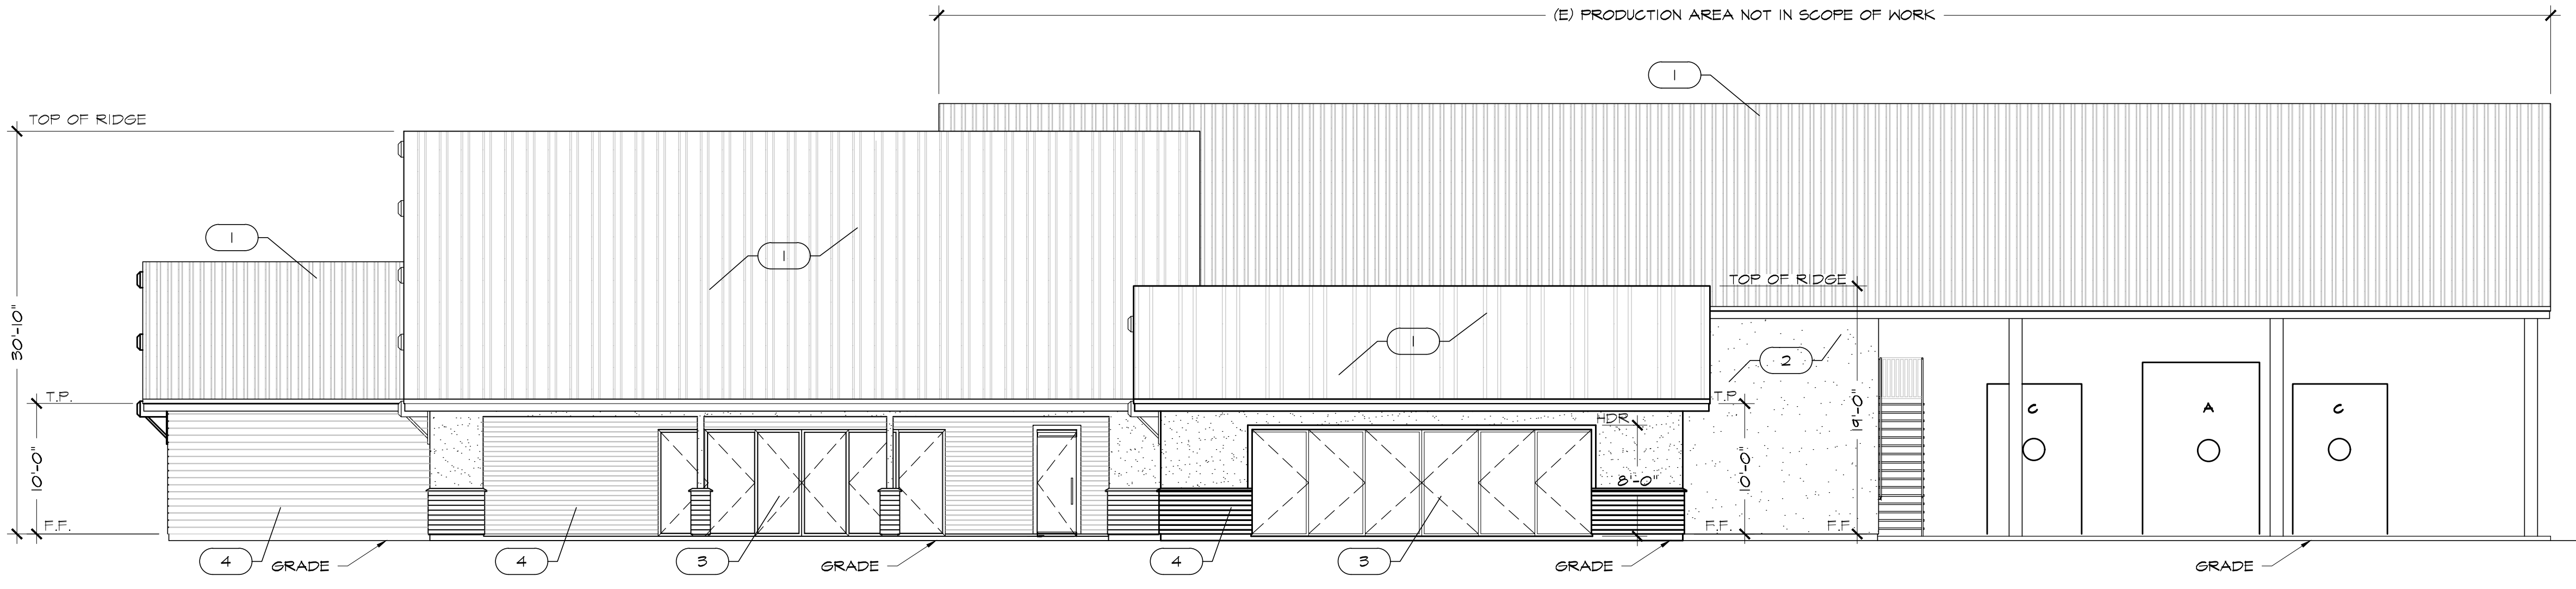 (E) PRODUCTION AREA NOT IN SCOPE OF WORK
1
TOP OF RIDGE
1
1
TOP OF RIDGE
30'-10"
1
2
T.P.
T.P.
19'-0"
HDR.
C
A
C
10'-0"
10'-0"
8'-0"
F.F.
F.F.
F.F.
4
GRADE
4
3
GRADE
4
3
GRADE
GRADE